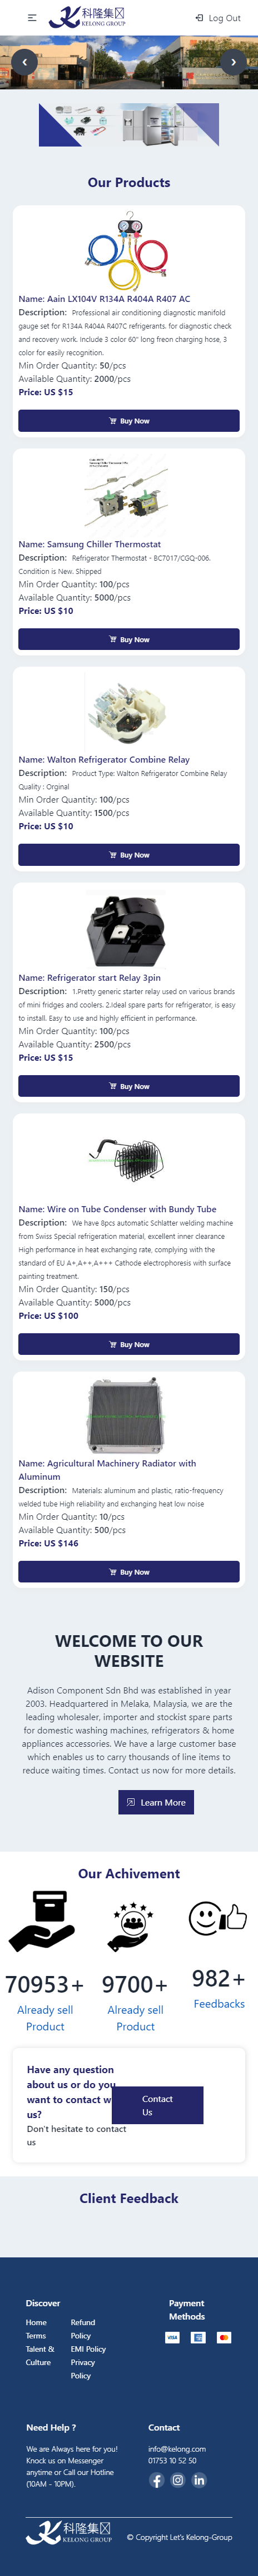 科隆集団
KELONG GROUP
Log Out
Our Products
Name: Aain LX104V R134A R404A R407 AC
Description: Professional air conditioning diagnostic manifold
gauge set for R134A R404A R407C refrigerants. for diagnostic check
and recovery work. Include 3 color 60" long freon charging hose, 3
color for easily recognition.
Min Order Quantity: 50/pcs
Available Quantity: 2000/pcs
Price: US $15
Buy Now
Name: Samsung Chiller Thermostat
Description: Refrigerator Thermostat - BC7017/CGQ-006.
Condition is New. Shipped
Min Order Quantity: 100/pcs
Available Quantity: 5000/pcs
Price: US $10
Buy Now
Name: Walton Refrigerator Combine Relay
Description: Product Type: Walton Refrigerator Combine Relay
Quality : Orginal
Min Order Quantity: 100/pcs
Available Quantity: 1500/pcs
Price: US $10
Buy Now
Name: Refrigerator start Relay 3pin
Description: 1.Pretty generic starter relay used on various brands
of mini fridges and coolers. 2.Ideal spare parts for refrigerator, is easy
to install. Easy to use and highly efficient in performance.
Min Order Quantity: 100/pcs
Available Quantity: 2500/pcs
Price: US $15
Buy Now
Name: Wire on Tube Condenser with Bundy Tube
Description: We have 8pcs automatic Schlatter welding machine
from Swiss Special refrigeration material, excellent inner clearance
High performance in heat exchanging rate, complying with the
standard of EU A+,A++,A+++ Cathode electrophoresis with surface
painting treatment.
Min Order Quantity: 150/pcs
Available Quantity: 5000/pcs
Price: US $100
Buy Now
Name: Agricultural Machinery Radiator with
Aluminum
Description: Materials: aluminum and plastic, ratio-frequency
welded tube High reliability and exchanging heat low noise
Min Order Quantity: 10/pcs
Available Quantity: 500/pcs
Price: US $146
Buy Now
WELCOME TO OUR
WEBSITE
Adison Component Sdn Bhd was established in year
2003. Headquartered in Melaka, Malaysia, we are the
leading wholesaler, importer and stockist spare parts
for domestic washing machines, refrigerators & home
appliances accessories. We have a large customer base
which enables us to carry thousands of line items to
reduce waiting times. Contact us now for more details.
Learn More
Our Achivement
70953+
Already sell
Product
9700+
Already sell
Product
982+
Feedbacks
Have any question
about us or do you
want to contact w
us?
Don't hesitate to contact
us
Contact
Us
Client Feedback
Discover
Home
Terms
Talent &
Culture
Refund
Policy
EMI Policy
Privacy
Policy
Payment
Methods
VISA
Need Help ?
We are Always here for you!
Knock us on Messenger
anytime or Call our Hotline
(10AM - 10PM).
Contact
info@kelong.com
01753 10 52 50
科隆集団
KELONG GROUP
© Copyright Let's Kelong-Group